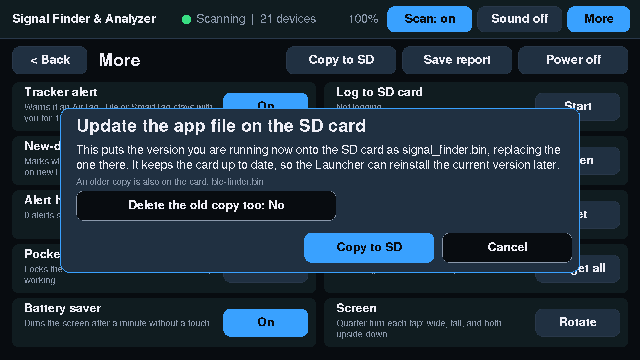 Signal Finder & Analyzer
Scanning | 21 devices
100%
Scan: on
Sound off
More
< Back
More
Copy to SD
Save report
Power off
Tracker alert
On
Log to SD card
Not logging
Start
Update the app file on the SD card
This puts the version you are running now onto the SD card as signal_finder.bin, replacing the
one there. It keeps the card up to date, so the Launcher can reinstall the current version later.
An older copy is also on the card: ble-finder.bin
Delete the old copy too: No
Copy to SD
Cancel
working
Battery saver
Dims the screen after a minute without a touch
On
Screen
Quarter turn each tap: wide, tall, and both
upside down
Rotate